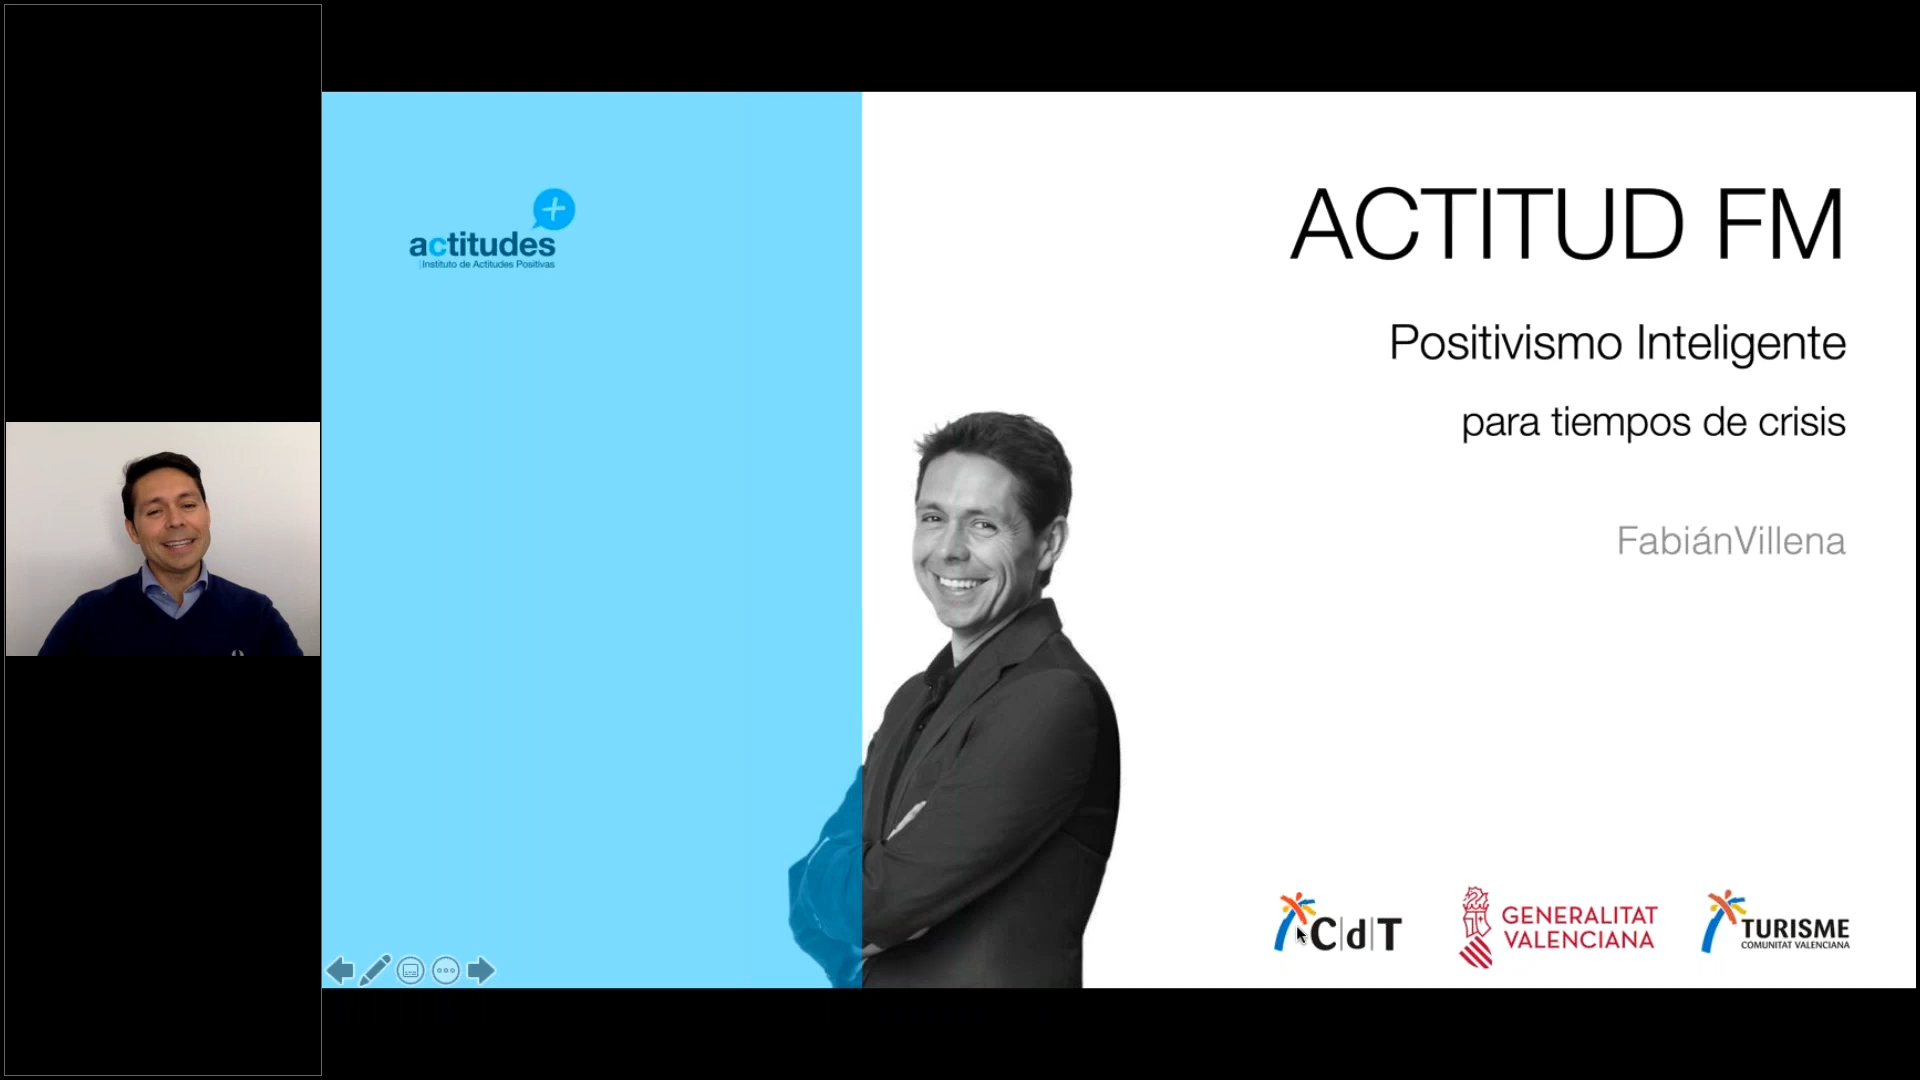 actitudes
Instituto de Actitudes Positivas
ACTITUD FM
Positivismo Inteligente
para tiempos de crisis
FabiánVillena
CdT
GENERALITAT
VALENCIANA
TURISME
COMUNITAT VALENCIANA